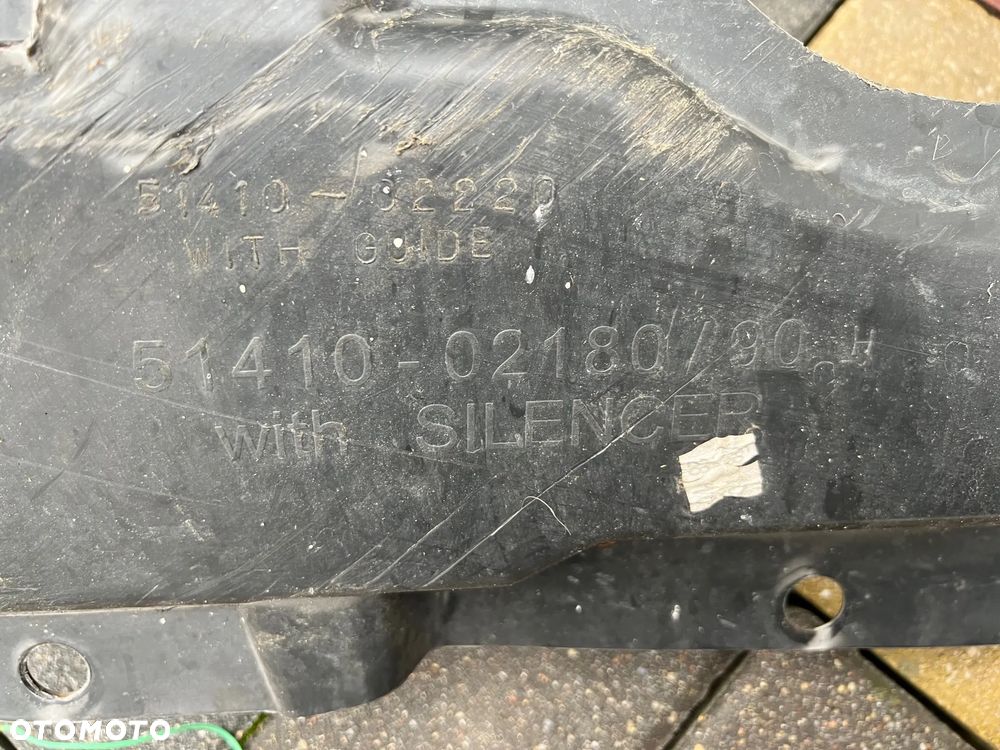 51410-02220
WITH GUIDE
51410-02180/90 H
with SILENCER
OTOMOTO